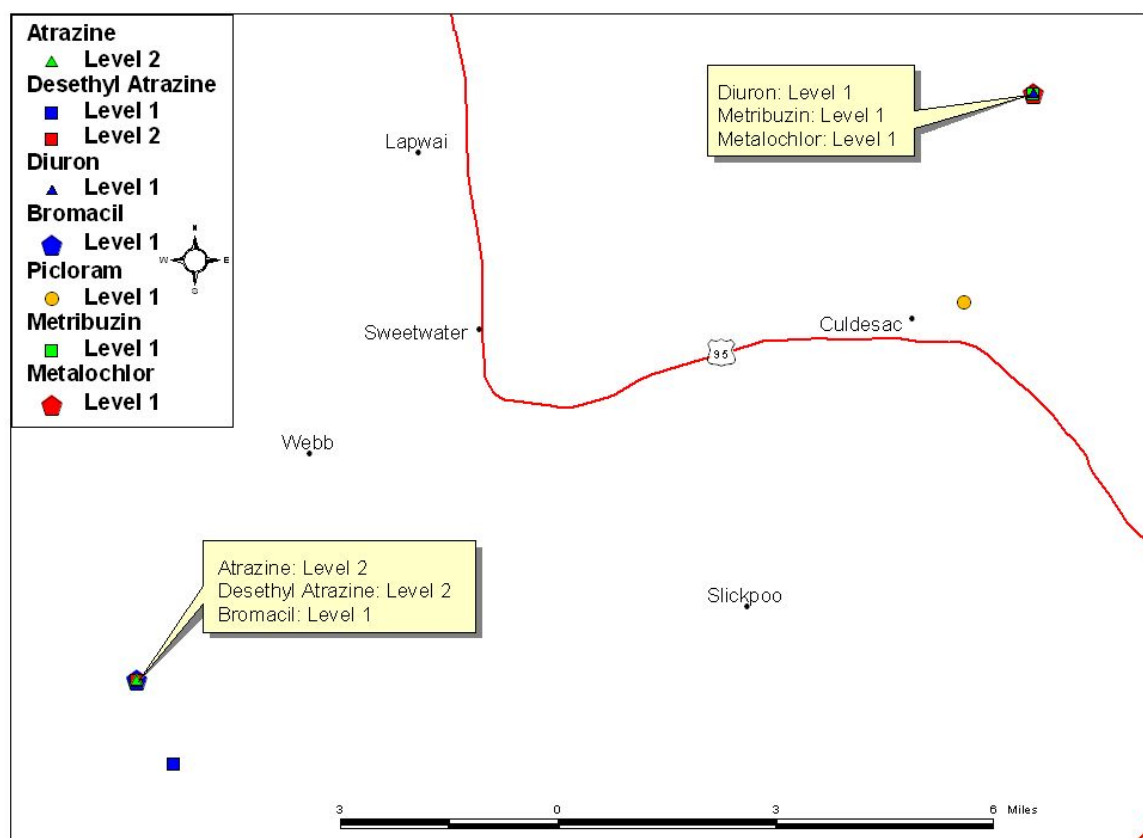 Atrazine
Level 2
Desethyl Atrazine
Level 1
Level 2
Diuron
Level 1
Bromacil
Level 1
Picloram
Level 1
Metribuzin
Level 1
Metalochlor
Level 1
N
W E
S
Diuron: Level 1
Metribuzin: Level 1
Metalochlor: Level 1
Lapwai
Sweetwater
Culdesac
95
Webb
Atrazine: Level 2
Desethyl Atrazine: Level 2
Bromacil: Level 1
Slickpoo
3 0 3 6 Miles